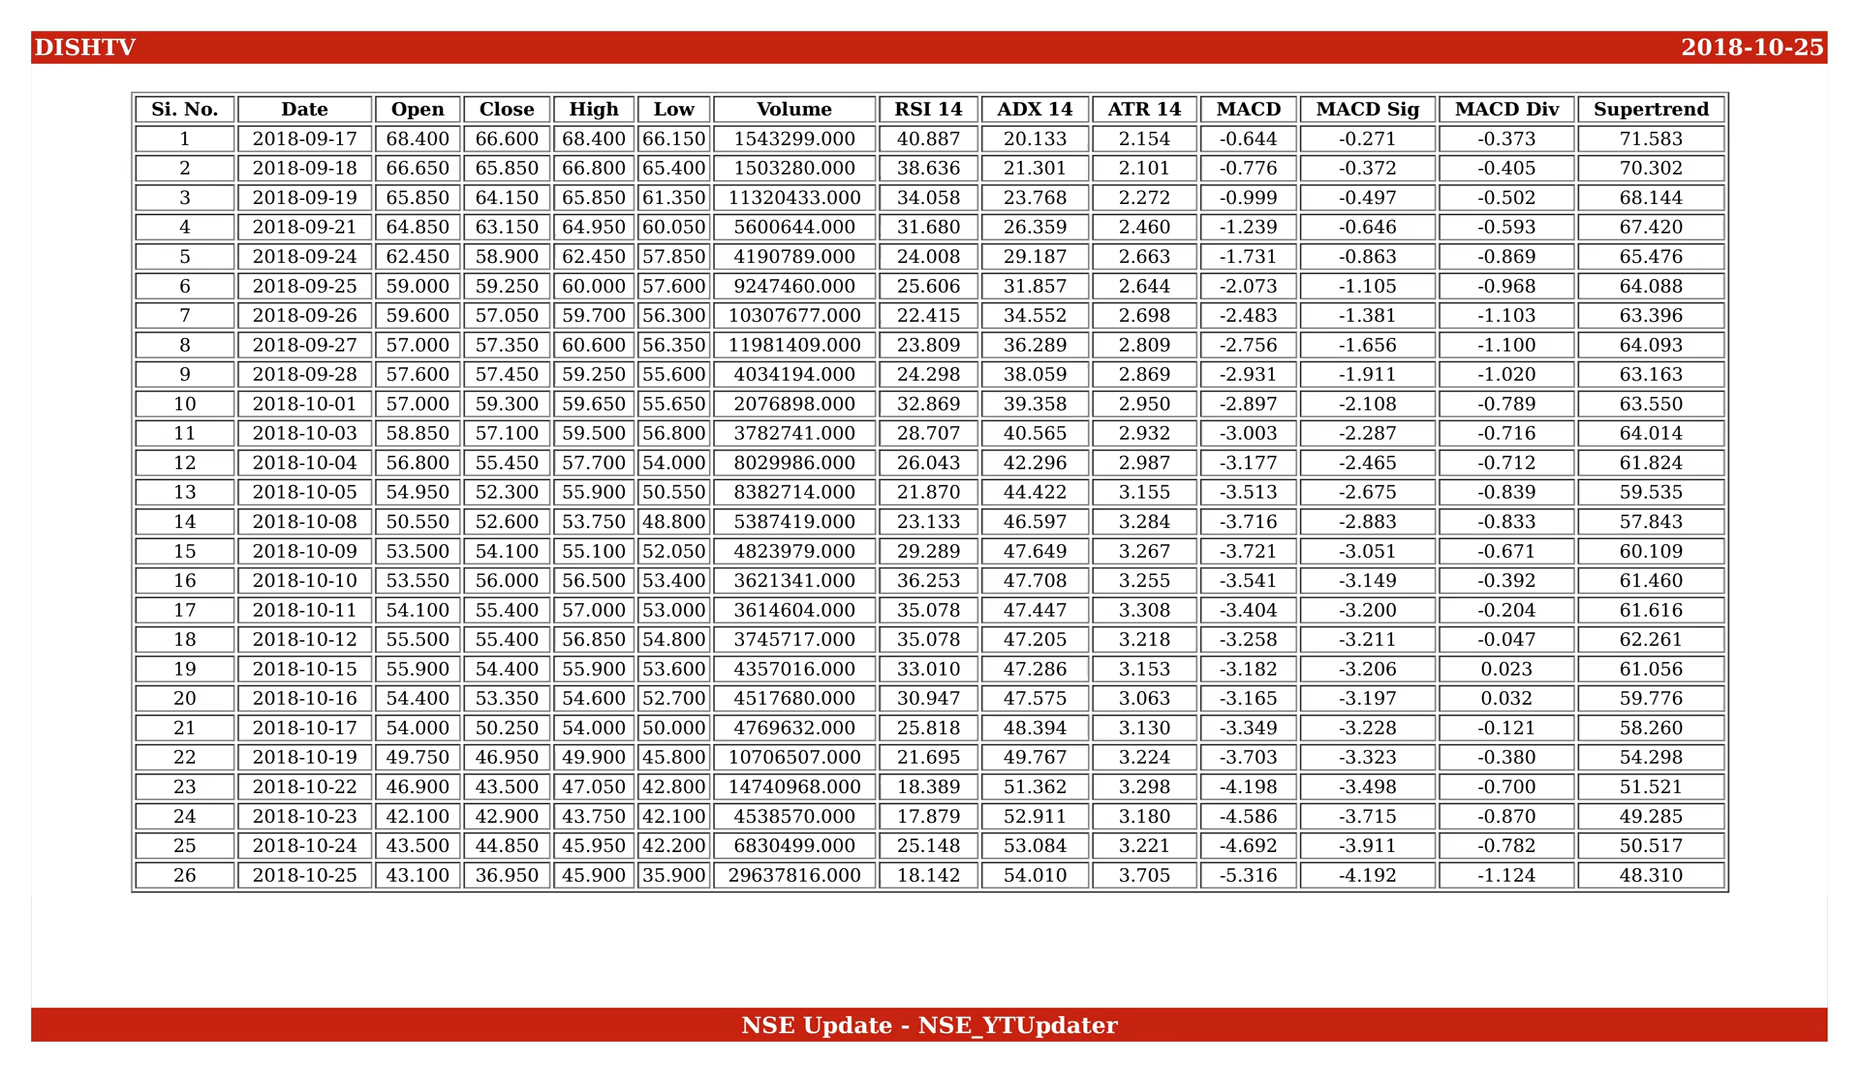 DISHTV 2018-10-25
Si. No. Date Open Close High Low Volume RSI 14 ADX 14 ATR 14 MACD MACD Sig MACD Div Supertrend
1 2018-09-17 68.400 66.600 68.400 66.150 1543299.000 40.887 20.133 2.154 -0.644 -0.271 -0.373 71.583
2 2018-09-18 66.650 65.850 66.800 65.400 1503280.000 38.636 21.301 2.101 -0.776 -0.372 -0.405 70.302
3 2018-09-19 65.850 64.150 65.850 61.350 11320433.000 34.058 23.768 2.272 -0.999 -0.497 -0.502 68.144
4 2018-09-21 64.850 63.150 64.950 60.050 5600644.000 31.680 26.359 2.460 -1.239 -0.646 -0.593 67.420
5 2018-09-24 62.450 58.900 62.450 57.850 4190789.000 24.008 29.187 2.663 -1.731 -0.863 -0.869 65.476
6 2018-09-25 59.000 59.250 60.000 57.600 9247460.000 25.606 31.857 2.644 -2.073 -1.105 -0.968 64.088
7 2018-09-26 59.600 57.050 59.700 56.300 10307677.000 22.415 34.552 2.698 -2.483 -1.381 -1.103 63.396
8 2018-09-27 57.000 57.350 60.600 56.350 11981409.000 23.809 36.289 2.809 -2.756 -1.656 -1.100 64.093
9 2018-09-28 57.600 57.450 59.250 55.600 4034194.000 24.298 38.059 2.869 -2.931 -1.911 -1.020 63.163
10 2018-10-01 57.000 59.300 59.650 55.650 2076898.000 32.869 39.358 2.950 -2.897 -2.108 -0.789 63.550
11 2018-10-03 58.850 57.100 59.500 56.800 3782741.000 28.707 40.565 2.932 -3.003 -2.287 -0.716 64.014
12 2018-10-04 56.800 55.450 57.700 54.000 8029986.000 26.043 42.296 2.987 -3.177 -2.465 -0.712 61.824
13 2018-10-05 54.950 52.300 55.900 50.550 8382714.000 21.870 44.422 3.155 -3.513 -2.675 -0.839 59.535
14 2018-10-08 50.550 52.600 53.750 48.800 5387419.000 23.133 46.597 3.284 -3.716 -2.883 -0.833 57.843
15 2018-10-09 53.500 54.100 55.100 52.050 4823979.000 29.289 47.649 3.267 -3.721 -3.051 -0.671 60.109
16 2018-10-10 53.550 56.000 56.500 53.400 3621341.000 36.253 47.708 3.255 -3.541 -3.149 -0.392 61.460
17 2018-10-11 54.100 55.400 57.000 53.000 3614604.000 35.078 47.447 3.308 -3.404 -3.200 -0.204 61.616
18 2018-10-12 55.500 55.400 56.850 54.800 3745717.000 35.078 47.205 3.218 -3.258 -3.211 -0.047 62.261
19 2018-10-15 55.900 54.400 55.900 53.600 4357016.000 33.010 47.286 3.153 -3.182 -3.206 0.023 61.056
20 2018-10-16 54.400 53.350 54.600 52.700 4517680.000 30.947 47.575 3.063 -3.165 -3.197 0.032 59.776
21 2018-10-17 54.000 50.250 54.000 50.000 4769632.000 25.818 48.394 3.130 -3.349 -3.228 -0.121 58.260
22 2018-10-19 49.750 46.950 49.900 45.800 10706507.000 21.695 49.767 3.224 -3.703 -3.323 -0.380 54.298
23 2018-10-22 46.900 43.500 47.050 42.800 14740968.000 18.389 51.362 3.298 -4.198 -3.498 -0.700 51.521
24 2018-10-23 42.100 42.900 43.750 42.100 4538570.000 17.879 52.911 3.180 -4.586 -3.715 -0.870 49.285
25 2018-10-24 43.500 44.850 45.950 42.200 6830499.000 25.148 53.084 3.221 -4.692 -3.911 -0.782 50.517
26 2018-10-25 43.100 36.950 45.900 35.900 29637816.000 18.142 54.010 3.705 -5.316 -4.192 -1.124 48.310
NSE Update - NSE_YTUpdater